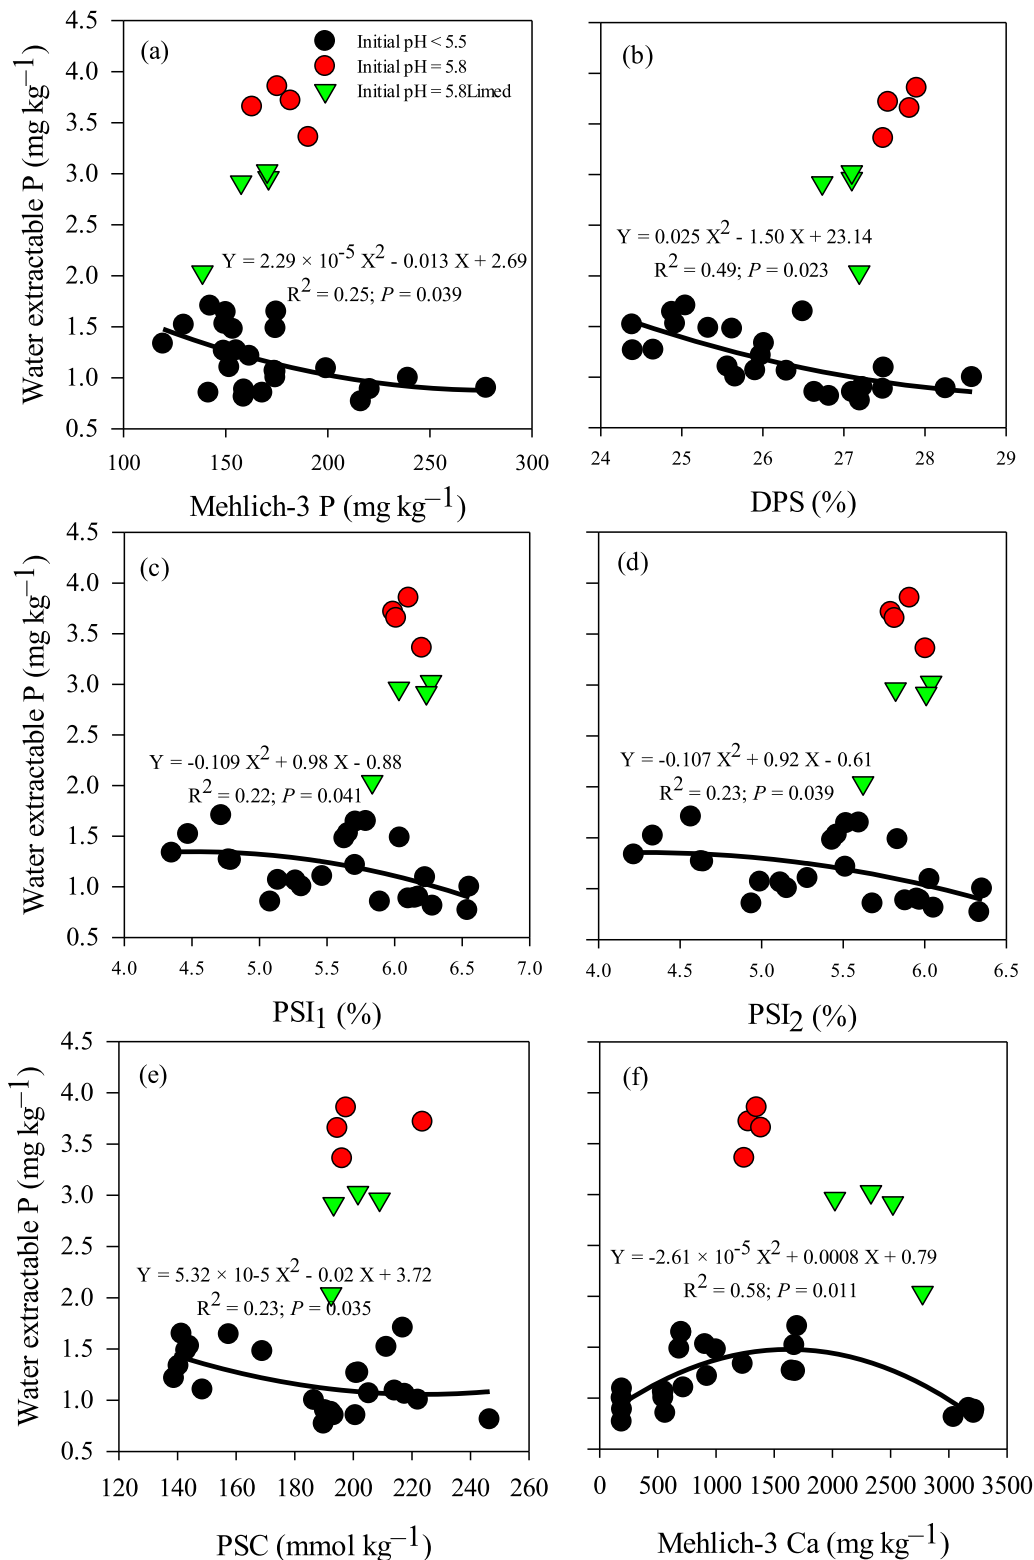 4.5
4.0
3.5
3.0
2.5
2.0
1.5
1.0
0.5
Water extractable P (mg kg⁻¹)
(a)
Initial pH < 5.5
Initial pH = 5.8
Initial pH = 5.8Limed
Y = 2.29 × 10⁻⁵ X² - 0.013 X + 2.69
R² = 0.25; P = 0.039
100 150 200 250 300
Mehlich-3 P (mg kg⁻¹)
(b)
Y = 0.025 X² - 1.50 X + 23.14
R² = 0.49; P = 0.023
24 25 26 27 28 29
DPS (%)
4.5
4.0
3.5
3.0
2.5
2.0
1.5
1.0
0.5
Water extractable P (mg kg⁻¹)
(c)
Y = -0.109 X² + 0.98 X - 0.88
R² = 0.22; P = 0.041
4.0 4.5 5.0 5.5 6.0 6.5 7.0
PSI₁ (%)
(d)
Y = -0.107 X² + 0.92 X - 0.61
R² = 0.23; P = 0.039
4.0 4.5 5.0 5.5 6.0 6.5
PSI₂ (%)
4.5
4.0
3.5
3.0
2.5
2.0
1.5
1.0
0.5
Water extractable P (mg kg⁻¹)
(e)
Y = 5.32 × 10-5 X² - 0.02 X + 3.72
R² = 0.23; P = 0.035
120 140 160 180 200 220 240 260
PSC (mmol kg⁻¹)
(f)
Y = -2.61 × 10⁻⁵ X² + 0.0008 X + 0.79
R² = 0.58; P = 0.011
0 500 1000 1500 2000 2500 3000 3500
Mehlich-3 Ca (mg kg⁻¹)